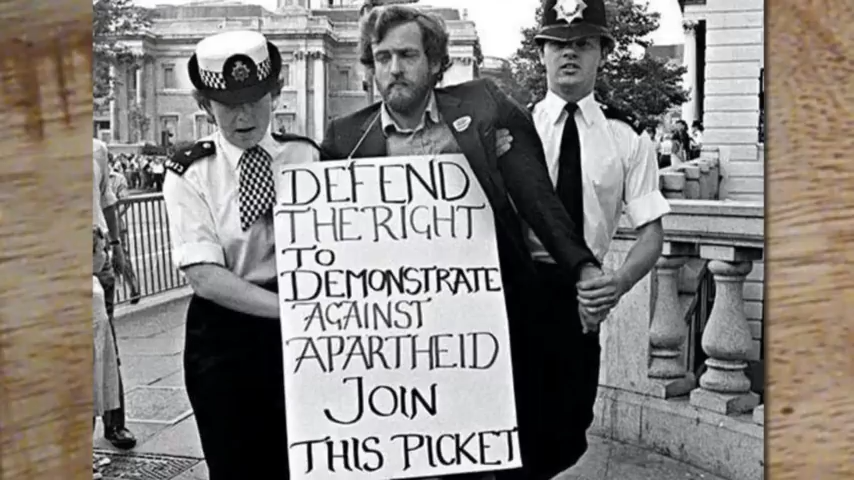 DEFEND
THE RIGHT
TO
DEMONSTRATE
AGAINST
APARTHEID
JOIN
THIS PICKET